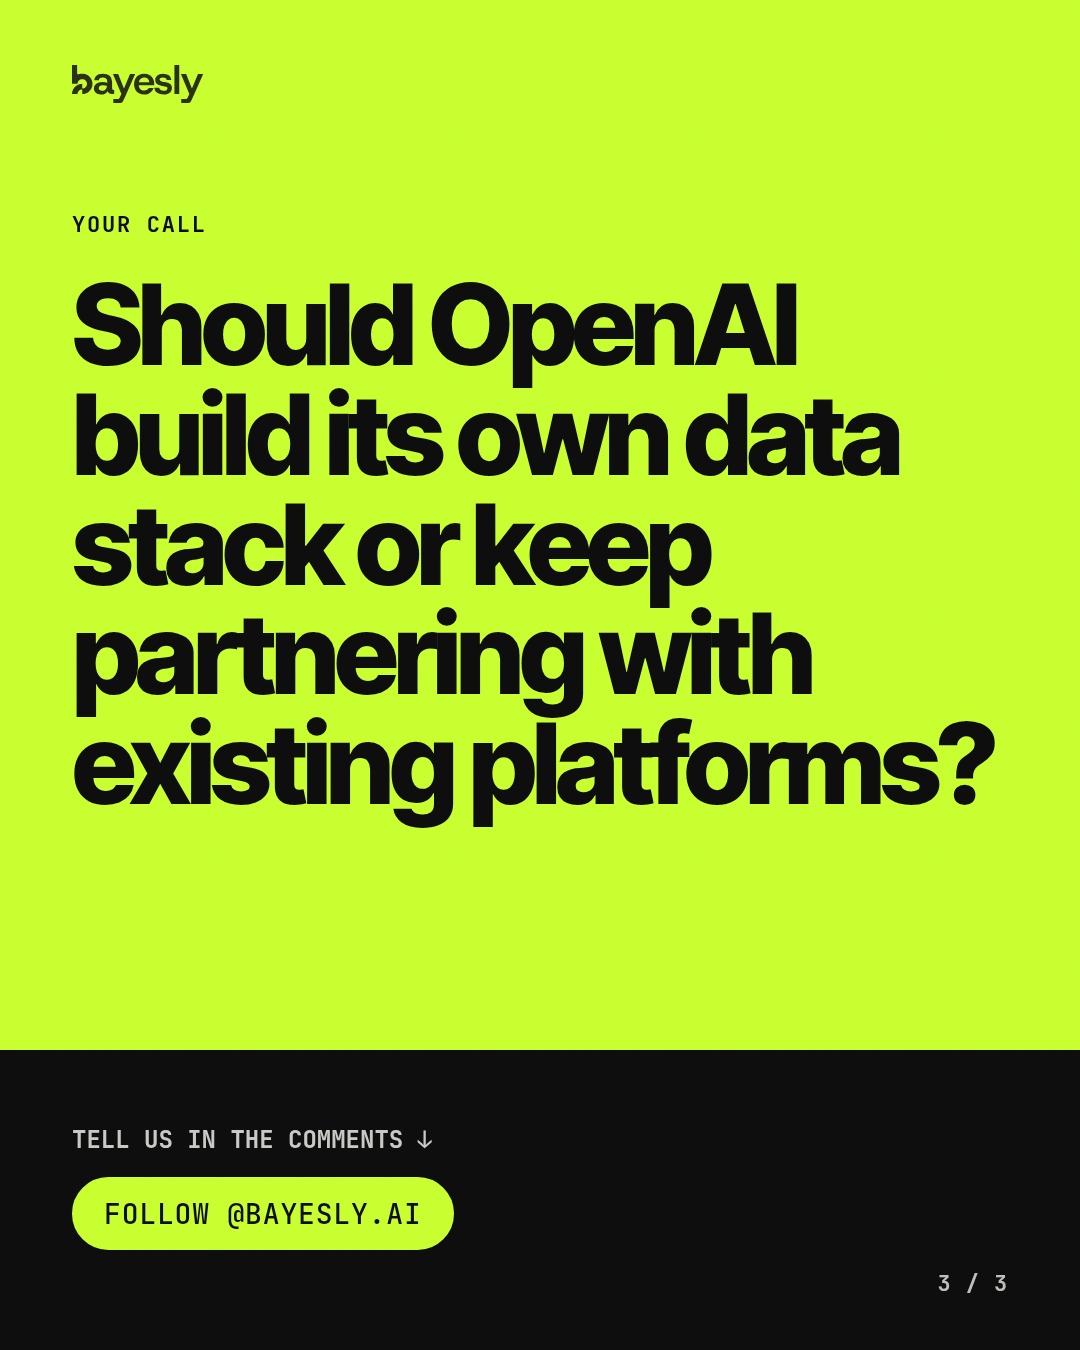 bayesly
YOUR CALL
Should OpenAI
build its own data
stack or keep
partnering with
existing platforms?
TELL US IN THE COMMENTS ↓
FOLLOW @BAYESLY.AI
3 / 3